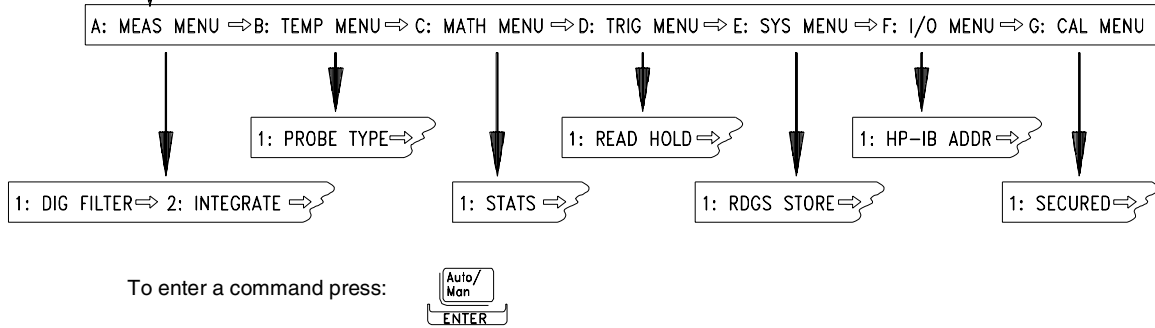 A: MEAS MENU ⇨ B: TEMP MENU ⇨ C: MATH MENU ⇨ D: TRIG MENU ⇨ E: SYS MENU ⇨ F: I/O MENU ⇨ G: CAL MENU
1: PROBE TYPE ⇨
1: READ HOLD ⇨
1: HP-IB ADDR ⇨
1: DIG FILTER ⇨ 2: INTEGRATE ⇨
1: STATS ⇨
1: RDGS STORE ⇨
1: SECURED ⇨
To enter a command press:
Auto/
Man
ENTER